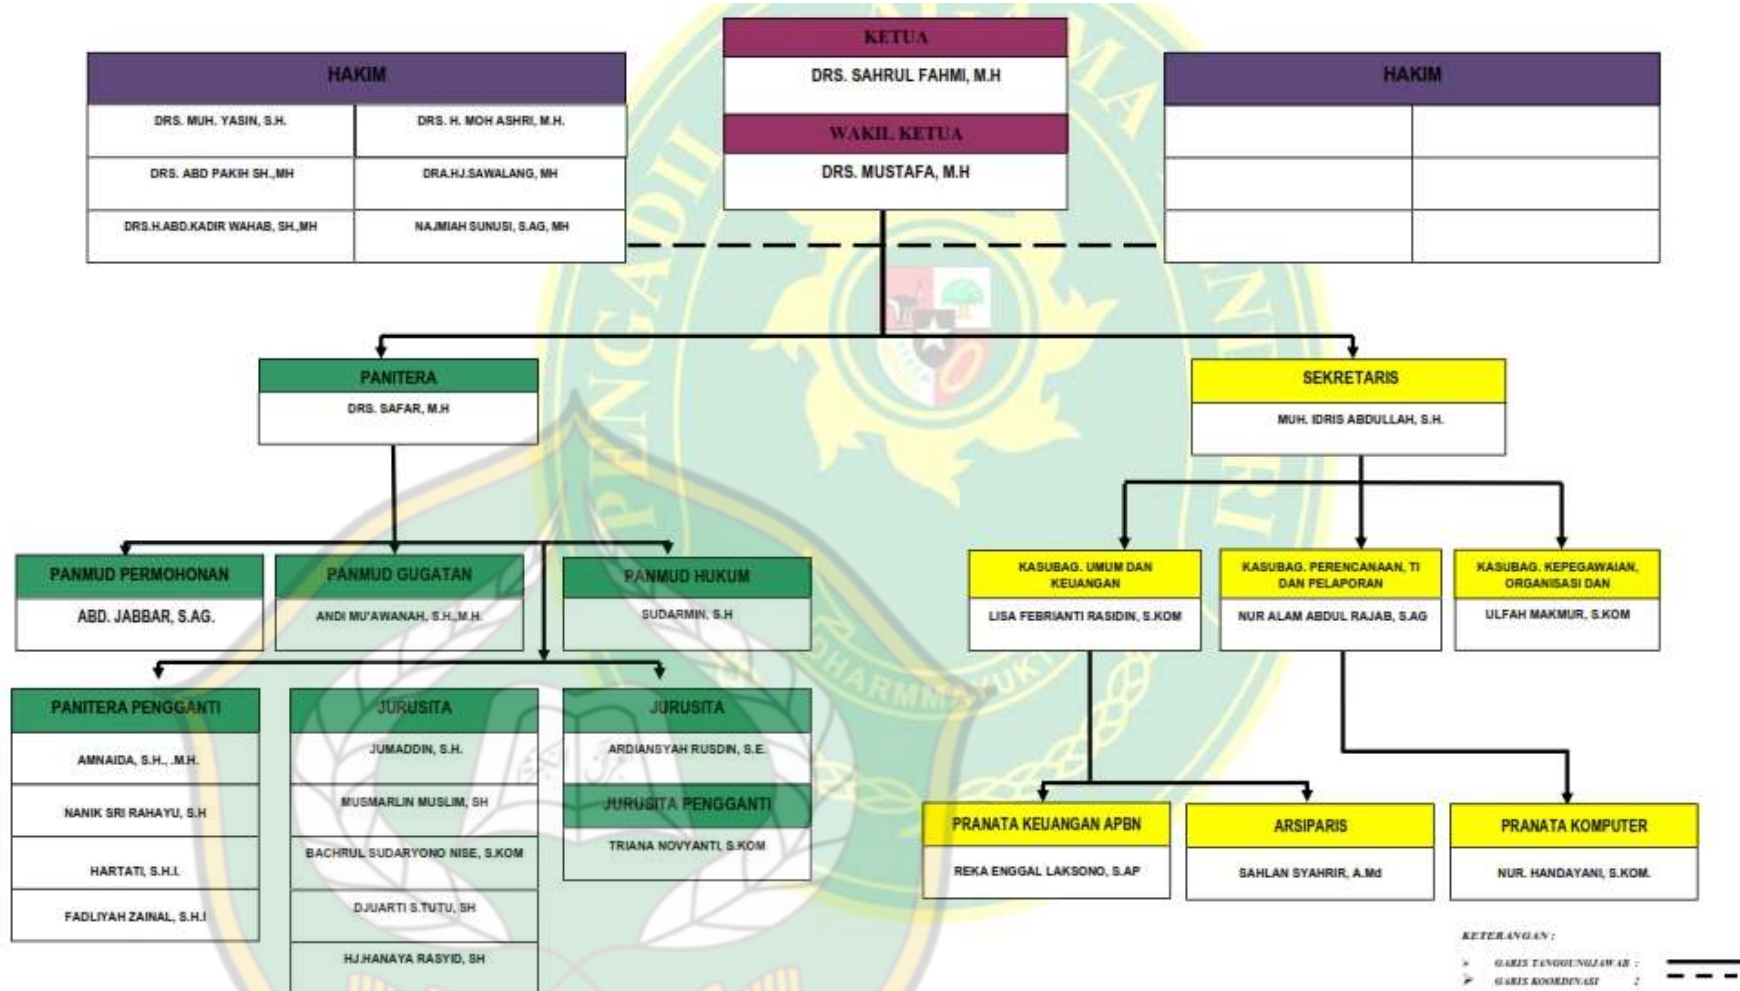 KETUA
DRS. SAHRUL FAHMI, M.H
WAKIL KETUA
DRS. MUSTAFA, M.H
HAKIM
DRS. MUH. YASIN, S.H.
DRS. H. MOH ASHRI, M.H.
DRS. ABD PAKIH SH.,MH
DRA.HJ.SAWALANG, MH
DRS.H.ABD.KADIR WAHAB, SH.,MH
NAJMIAH SUNUSI, S.AG, MH
HAKIM
PANITERA
DRS. SAFAR, M.H
SEKRETARIS
MUH. IDRIS ABDULLAH, S.H.
PANMUD PERMOHONAN
ABD. JABBAR, S.AG.
PANMUD GUGATAN
ANDI MU'AWANAH, S.H.,M.H.
PANMUD HUKUM
SUDARMIN, S.H
KASUBAG. UMUM DAN
KEUANGAN
LISA FEBRIANTI RASIDIN, S.KOM
KASUBAG. PERENCANAAN, TI
DAN PELAPORAN
NUR ALAM ABDUL RAJAB, S.AG
KASUBAG. KEPEGAWAIAN,
ORGANISASI DAN
ULFAH MAKMUR, S.KOM
PANITERA PENGGANTI
AMNAIDA, S.H., .M.H.
NANIK SRI RAHAYU, S.H
HARTATI, S.H.I.
FADLIYAH ZAINAL, S.H.I
JURUSITA
JUMADDIN, S.H.
MUSMARLIN MUSLIM, SH
BACHRUL SUDARYONO NISE, S.KOM
DJUARTI S.TUTU, SH
HJ.HANAYA RASYID, SH
JURUSITA
ARDIANSYAH RUSDIN, S.E.
JURUSITA PENGGANTI
TRIANA NOVYANTI, S.KOM
PRANATA KEUANGAN APBN
REKA ENGGAL LAKSONO, S.AP
ARSIPARIS
SAHLAN SYAHRIR, A.Md
PRANATA KOMPUTER
NUR. HANDAYANI, S.KOM.
KETERANGAN :
GARIS TANGGUNGJAWAB :
GARIS KOORDINASI :